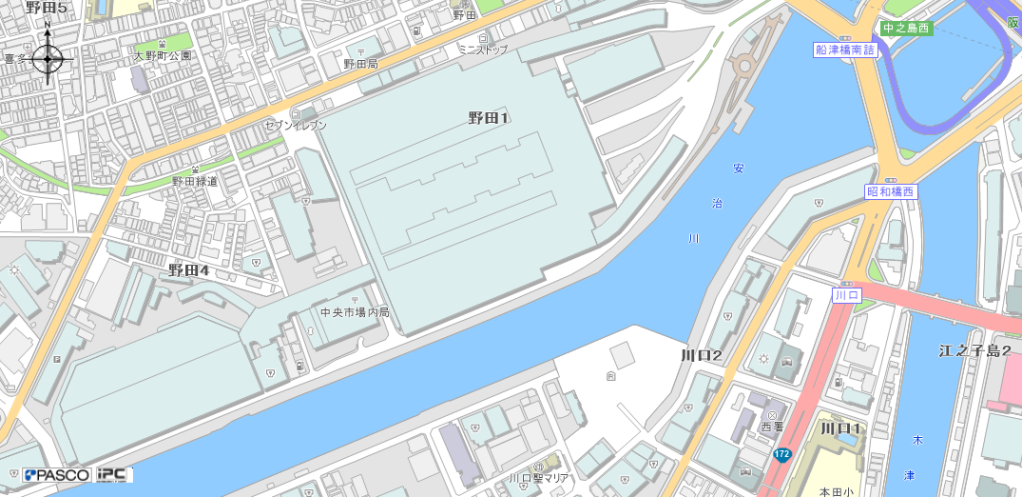 野田5
N
喜多
大野町公園
野田
ミニストップ
野田局
中之島西
阪
船津橋南詰
セブンイレブン
野田1
野田緑道
昭和橋西
安
治
川
野田4
川口
中央市場内局
江之子島2
川口2
西署
川口1
172
木
津
川口聖マリア
本田小
PASCO iPC